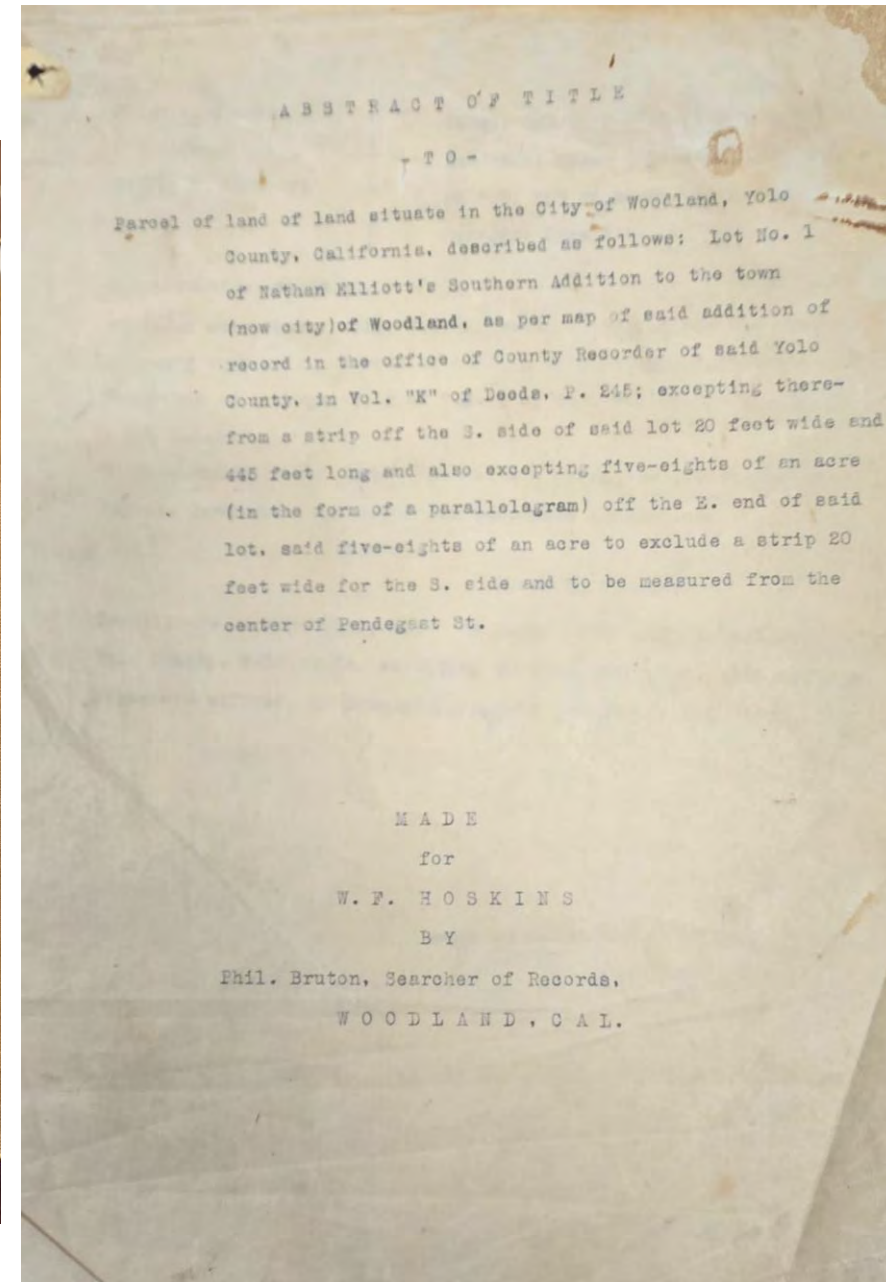 ABSTRACT OF TITLE
- TO -
Parcel of land of land situate in the City of Woodland, Yolo
County, California, described as follows: Lot No. 1
of Nathan Elliott's Southern Addition to the town
(now city)of Woodland, as per map of said addition of
record in the office of County Recorder of said Yolo
County, in Vol. "K" of Deeds, P. 245; excepting there-
from a strip off the S. side of said lot 20 feet wide and
445 feet long and also excepting five-eights of an acre
(in the form of a parallelogram) off the E. end of said
lot, said five-eights of an acre to exclude a strip 20
feet wide for the S. side and to be measured from the
center of Pendegast St.
MADE
for
W. F. HOSKINS
BY
Phil. Bruton, Searcher of Records,
WOODLAND, CAL.